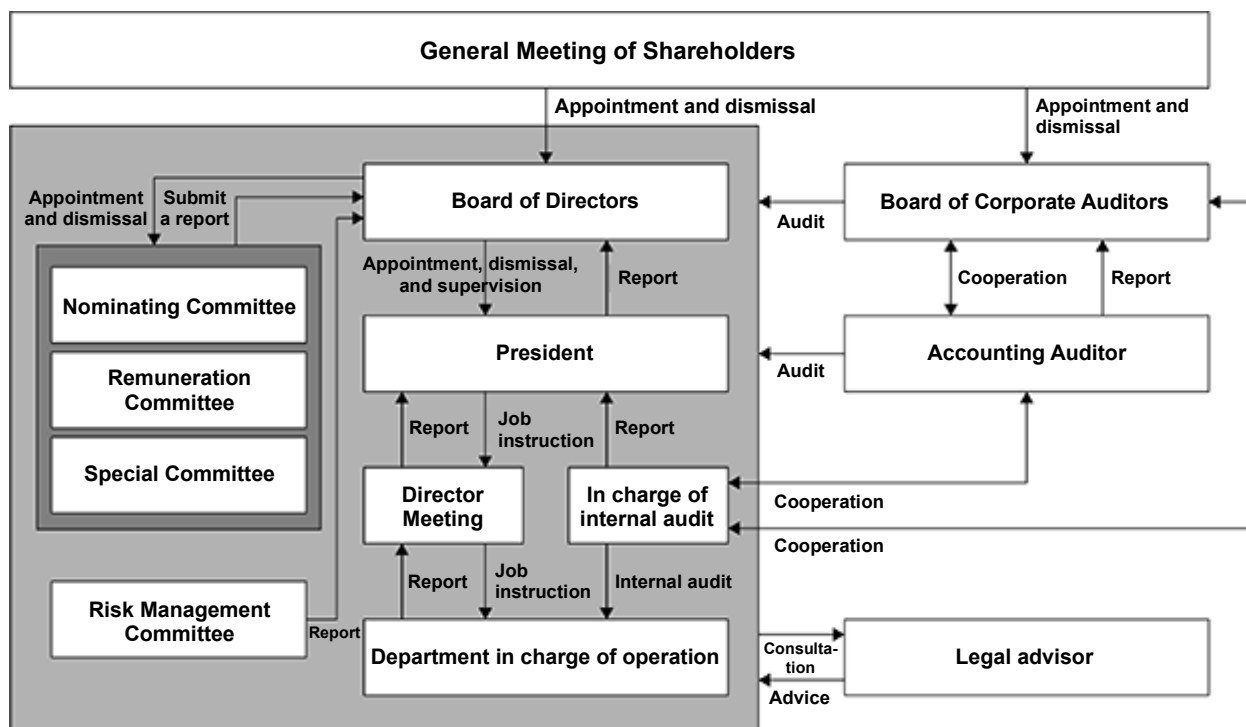 General Meeting of Shareholders
Appointment and dismissal
Appointment and
dismissal
Appointment
and dismissal
Submit
a report
Board of Directors
Audit
Board of Corporate Auditors
Appointment, dismissal,
and supervision
Report
Cooperation
Report
Nominating Committee
Remuneration
Committee
Special Committee
President
Audit
Accounting Auditor
Report
Job
instruction
Report
Director
Meeting
In charge of
internal audit
Cooperation
Cooperation
Report
Job
instruction
Internal audit
Risk Management
Committee
Report
Department in charge of operation
Consulta-
tion
Advice
Legal advisor